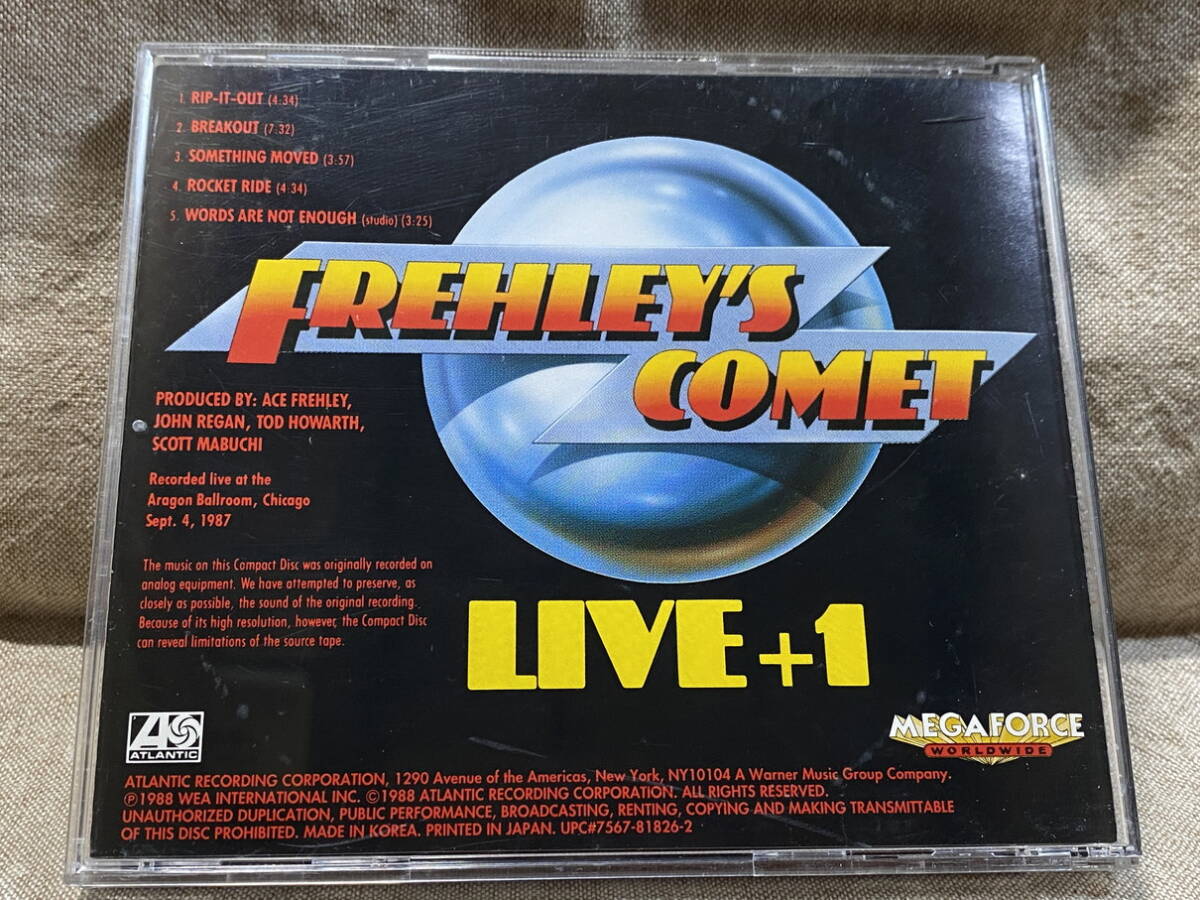 1. RIP-IT-OUT (4:34)
2. BREAKOUT (7:32)
3. SOMETHING MOVED (3:57)
4. ROCKET RIDE (4:34)
5. WORDS ARE NOT ENOUGH (studio) (3:25)
FREHLEY'S
COMET
PRODUCED BY: ACE FREHLEY,
JOHN REGAN, TOD HOWARTH,
SCOTT MABUCHI
Recorded live at the
Aragon Ballroom, Chicago
Sept. 4, 1987
The music on this Compact Disc was originally recorded on
analog equipment. We have attempted to preserve, as
closely as possible, the sound of the original recording.
Because of its high resolution, however, the Compact Disc
can reveal limitations of the source tape.
LIVE +1
ATLANTIC
MEGAFORCE
WORLDWIDE
ATLANTIC RECORDING CORPORATION, 1290 Avenue of the Americas, New York, NY10104 A Warner Music Group Company.
℗1988 WEA INTERNATIONAL INC. ©1988 ATLANTIC RECORDING CORPORATION. ALL RIGHTS RESERVED.
UNAUTHORIZED DUPLICATION, PUBLIC PERFORMANCE, BROADCASTING, RENTING, COPYING AND MAKING TRANSMITTABLE
OF THIS DISC PROHIBITED. MADE IN KOREA. PRINTED IN JAPAN. UPC#7567-81826-2